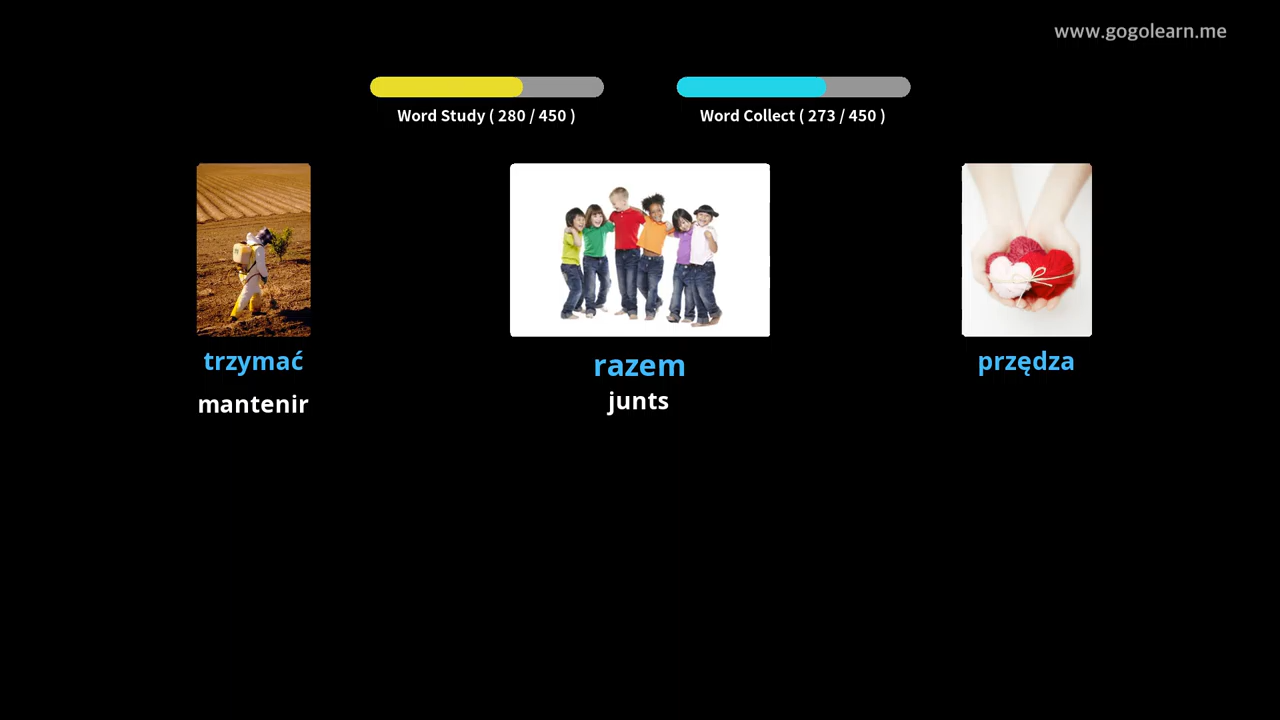 www.gogolearn.me
Word Study ( 280 / 450 )
Word Collect ( 273 / 450 )
trzymać
mantenir
razem
junts
przędza